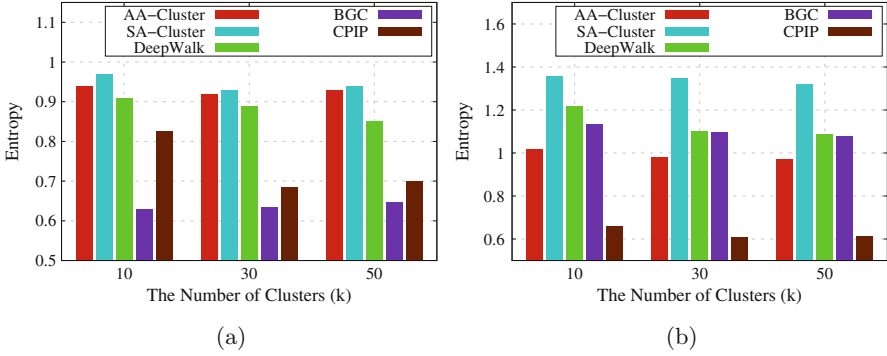 AA-Cluster
SA-Cluster
DeepWalk
BGC
CPIP
1.1
1
0.9
0.8
0.7
0.6
0.5
Entropy
10
30
50
The Number of Clusters (k)
(a)
AA-Cluster
SA-Cluster
DeepWalk
BGC
CPIP
1.6
1.4
1.2
1
0.8
0.6
Entropy
10
30
50
The Number of Clusters (k)
(b)